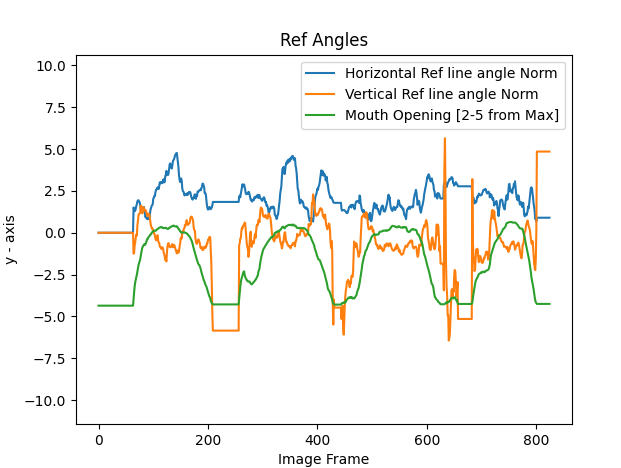 Ref Angles
Horizontal Ref line angle Norm
Vertical Ref line angle Norm
Mouth Opening [2-5 from Max]
y - axis
10.0
7.5
5.0
2.5
0.0
−2.5
−5.0
−7.5
−10.0
0 200 400 600 800
Image Frame